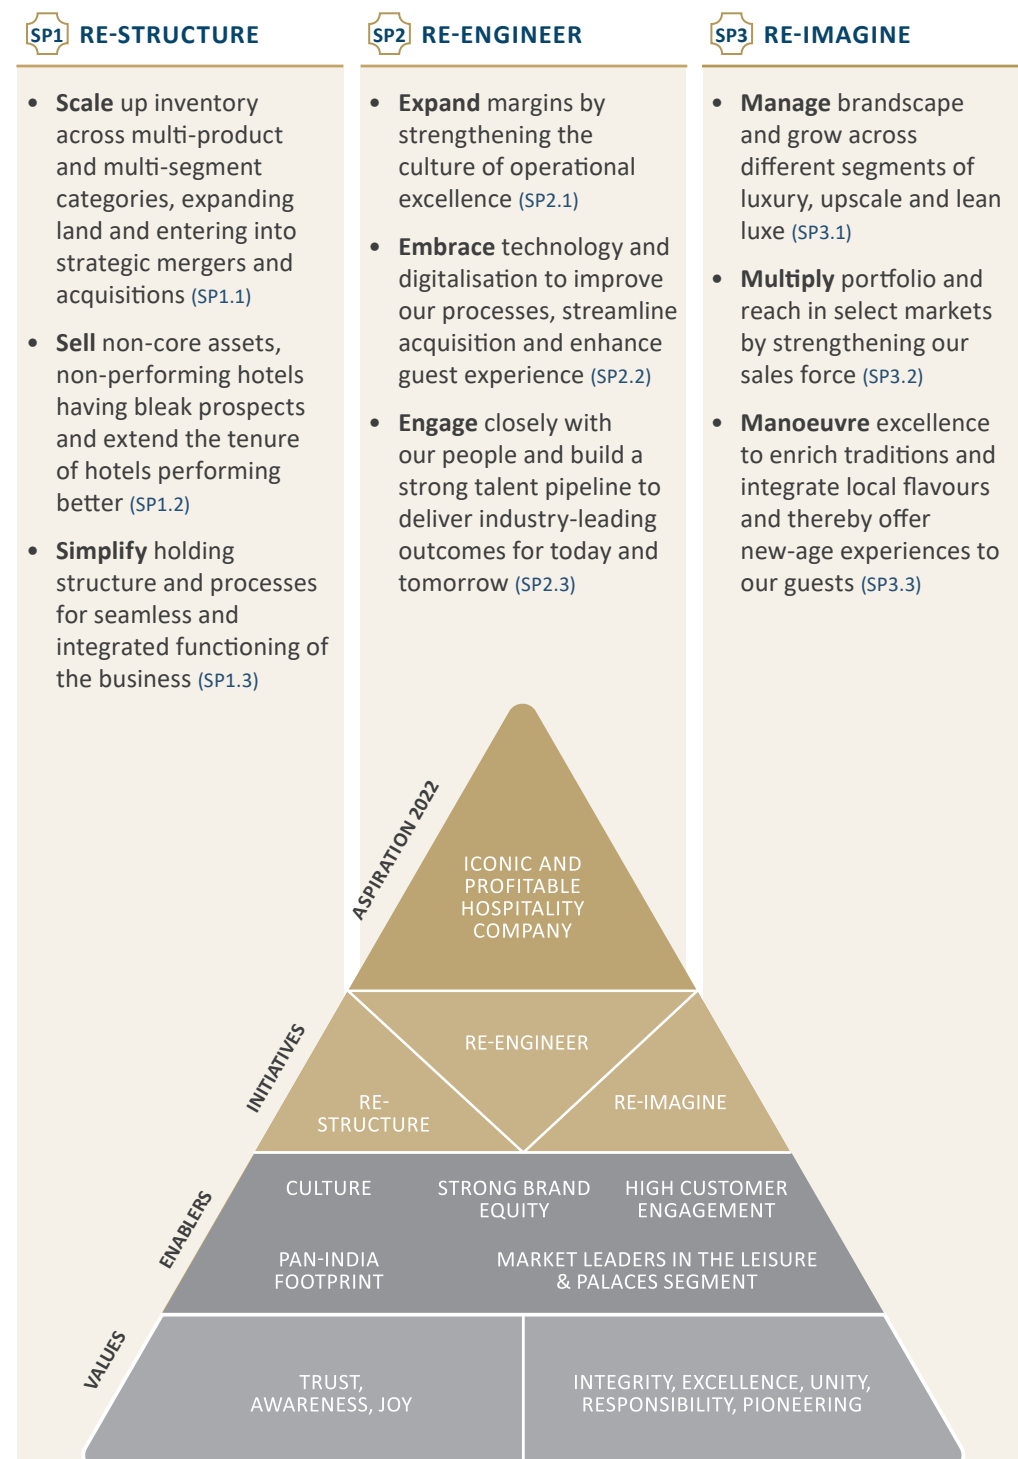 SP1 RE-STRUCTURE
• Scale up inventory
across multi-product
and multi-segment
categories, expanding
land and entering into
strategic mergers and
acquisitions (SP1.1)
• Sell non-core assets,
non-performing hotels
having bleak prospects
and extend the tenure
of hotels performing
better (SP1.2)
• Simplify holding
structure and processes
for seamless and
integrated functioning of
the business (SP1.3)
SP2 RE-ENGINEER
• Expand margins by
strengthening the
culture of operational
excellence (SP2.1)
• Embrace technology and
digitalisation to improve
our processes, streamline
acquisition and enhance
guest experience (SP2.2)
• Engage closely with
our people and build a
strong talent pipeline to
deliver industry-leading
outcomes for today and
tomorrow (SP2.3)
SP3 RE-IMAGINE
• Manage brandscape
and grow across
different segments of
luxury, upscale and lean
luxe (SP3.1)
• Multiply portfolio and
reach in select markets
by strengthening our
sales force (SP3.2)
• Manoeuvre excellence
to enrich traditions and
integrate local flavours
and thereby offer
new-age experiences to
our guests (SP3.3)
ASPIRATION 2022
ICONIC AND
PROFITABLE
HOSPITALITY
COMPANY
INITIATIVES
RE-
STRUCTURE
RE-ENGINEER
RE-IMAGINE
ENABLERS
CULTURE
STRONG BRAND
EQUITY
HIGH CUSTOMER
ENGAGEMENT
PAN-INDIA
FOOTPRINT
MARKET LEADERS IN THE LEISURE
& PALACES SEGMENT
VALUES
TRUST,
AWARENESS, JOY
INTEGRITY, EXCELLENCE, UNITY,
RESPONSIBILITY, PIONEERING